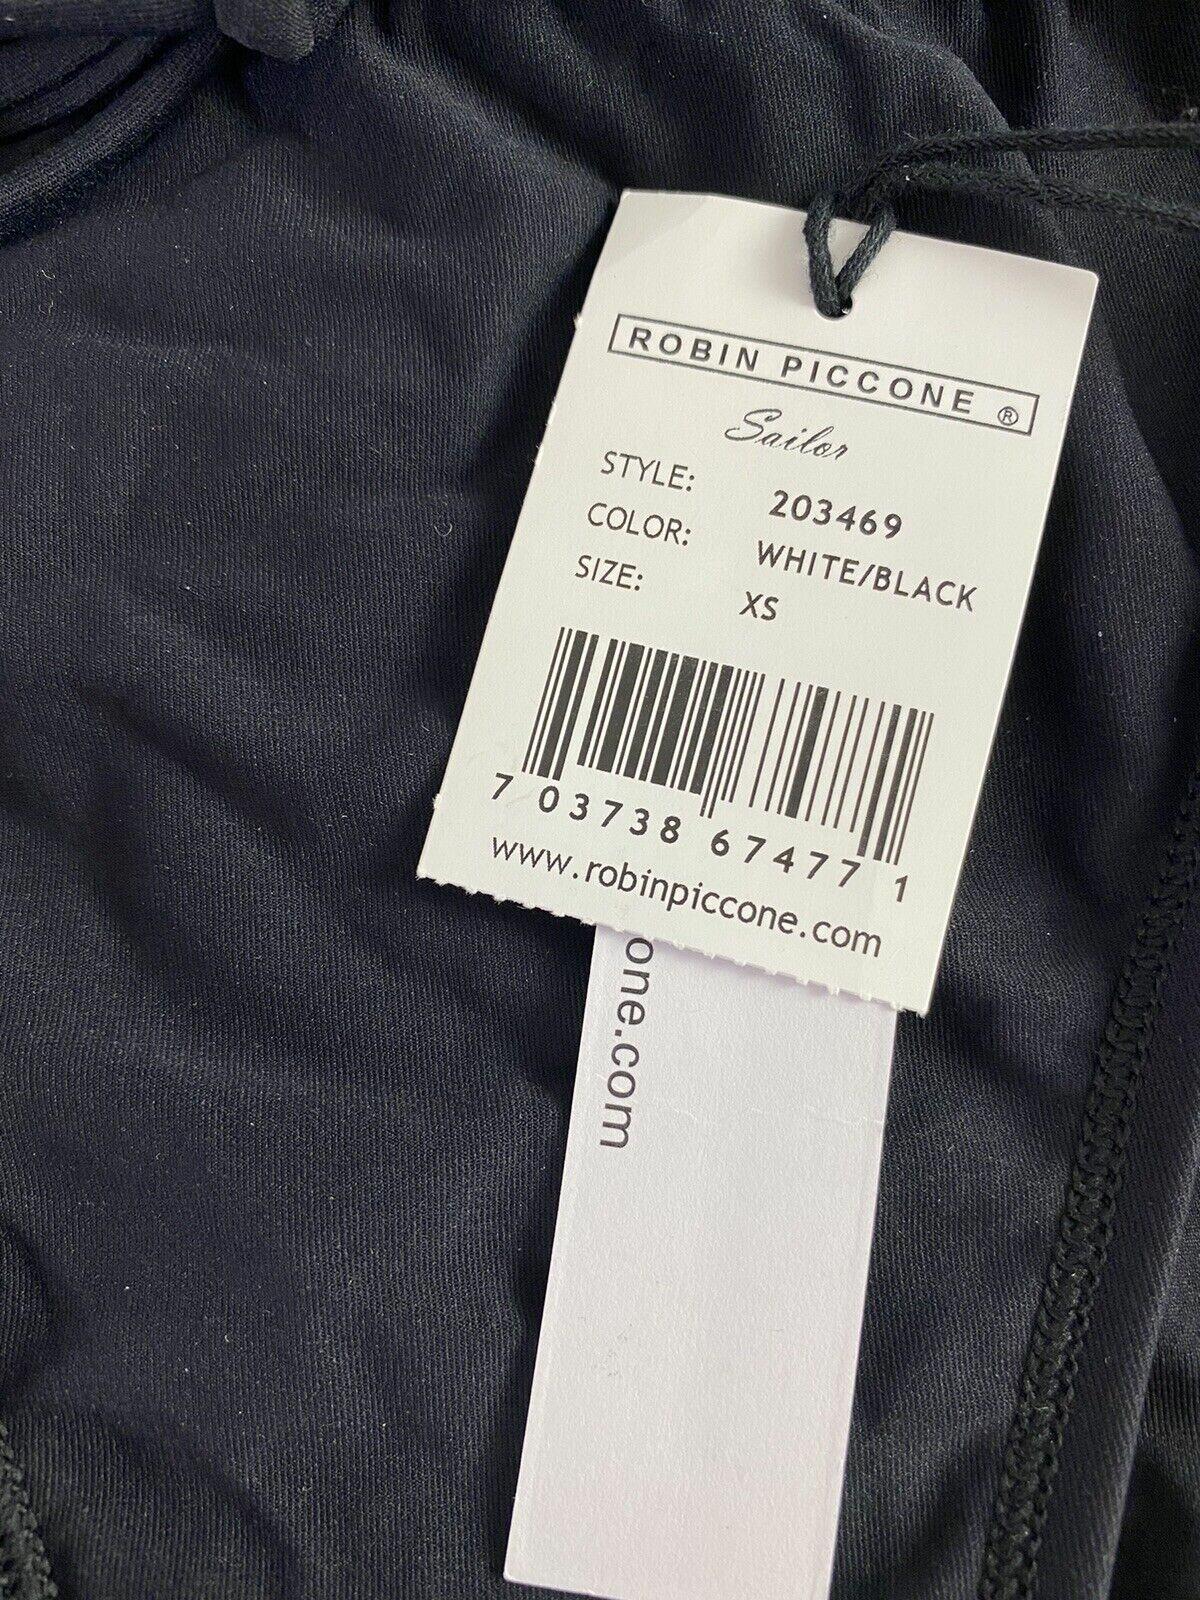 ROBIN PICCONE ®
Sailor
STYLE: 203469
COLOR: WHITE/BLACK
SIZE: XS
7 03738 67477 1
www.robinpiccone.com
one.com